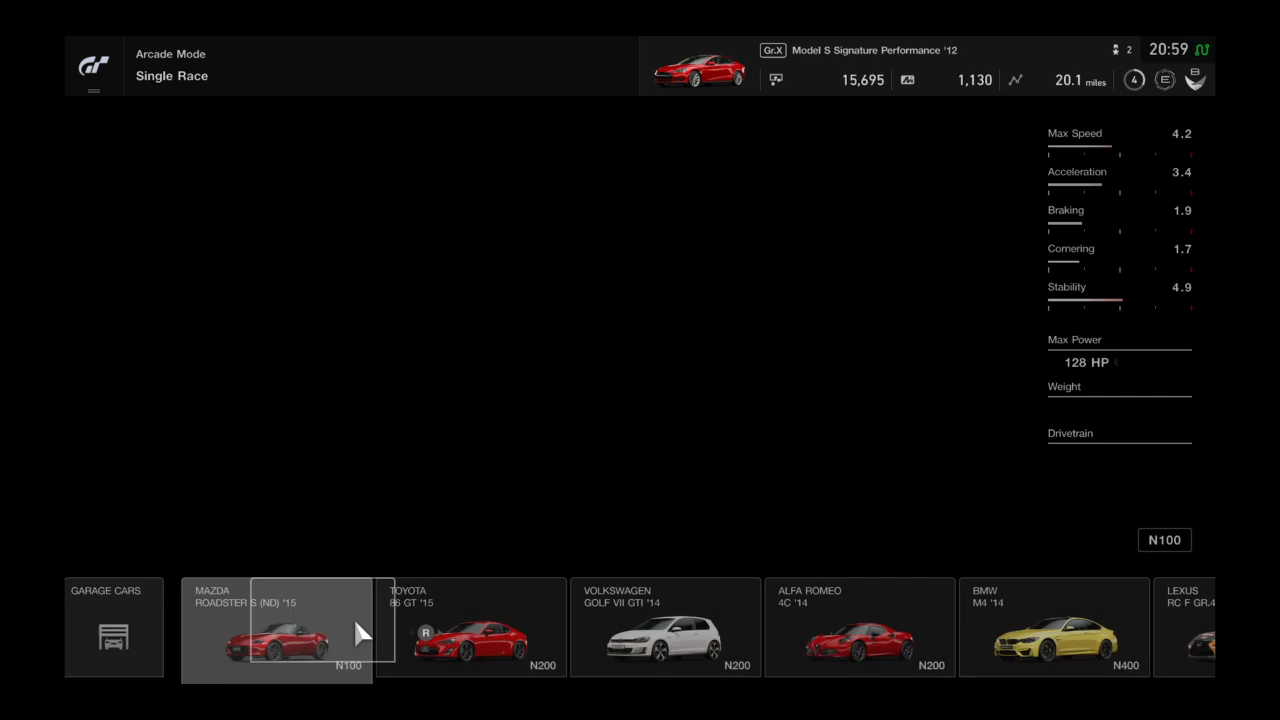 Arcade Mode
Single Race
Gr.X Model S Signature Performance '12
2 20:59
15,695 1,130 20.1 miles 4 E B
Max Speed 4.2
Acceleration 3.4
Braking 1.9
Cornering 1.7
Stability 4.9
Max Power
128 HP
Weight
Drivetrain
N100
GARAGE CARS
MAZDA
ROADSTER S (ND) '15
N100
TOYOTA
86 GT '15
R
N200
VOLKSWAGEN
GOLF VII GTI '14
N200
ALFA ROMEO
4C '14
N200
BMW
M4 '14
N400
LEXUS
RC F GR.4